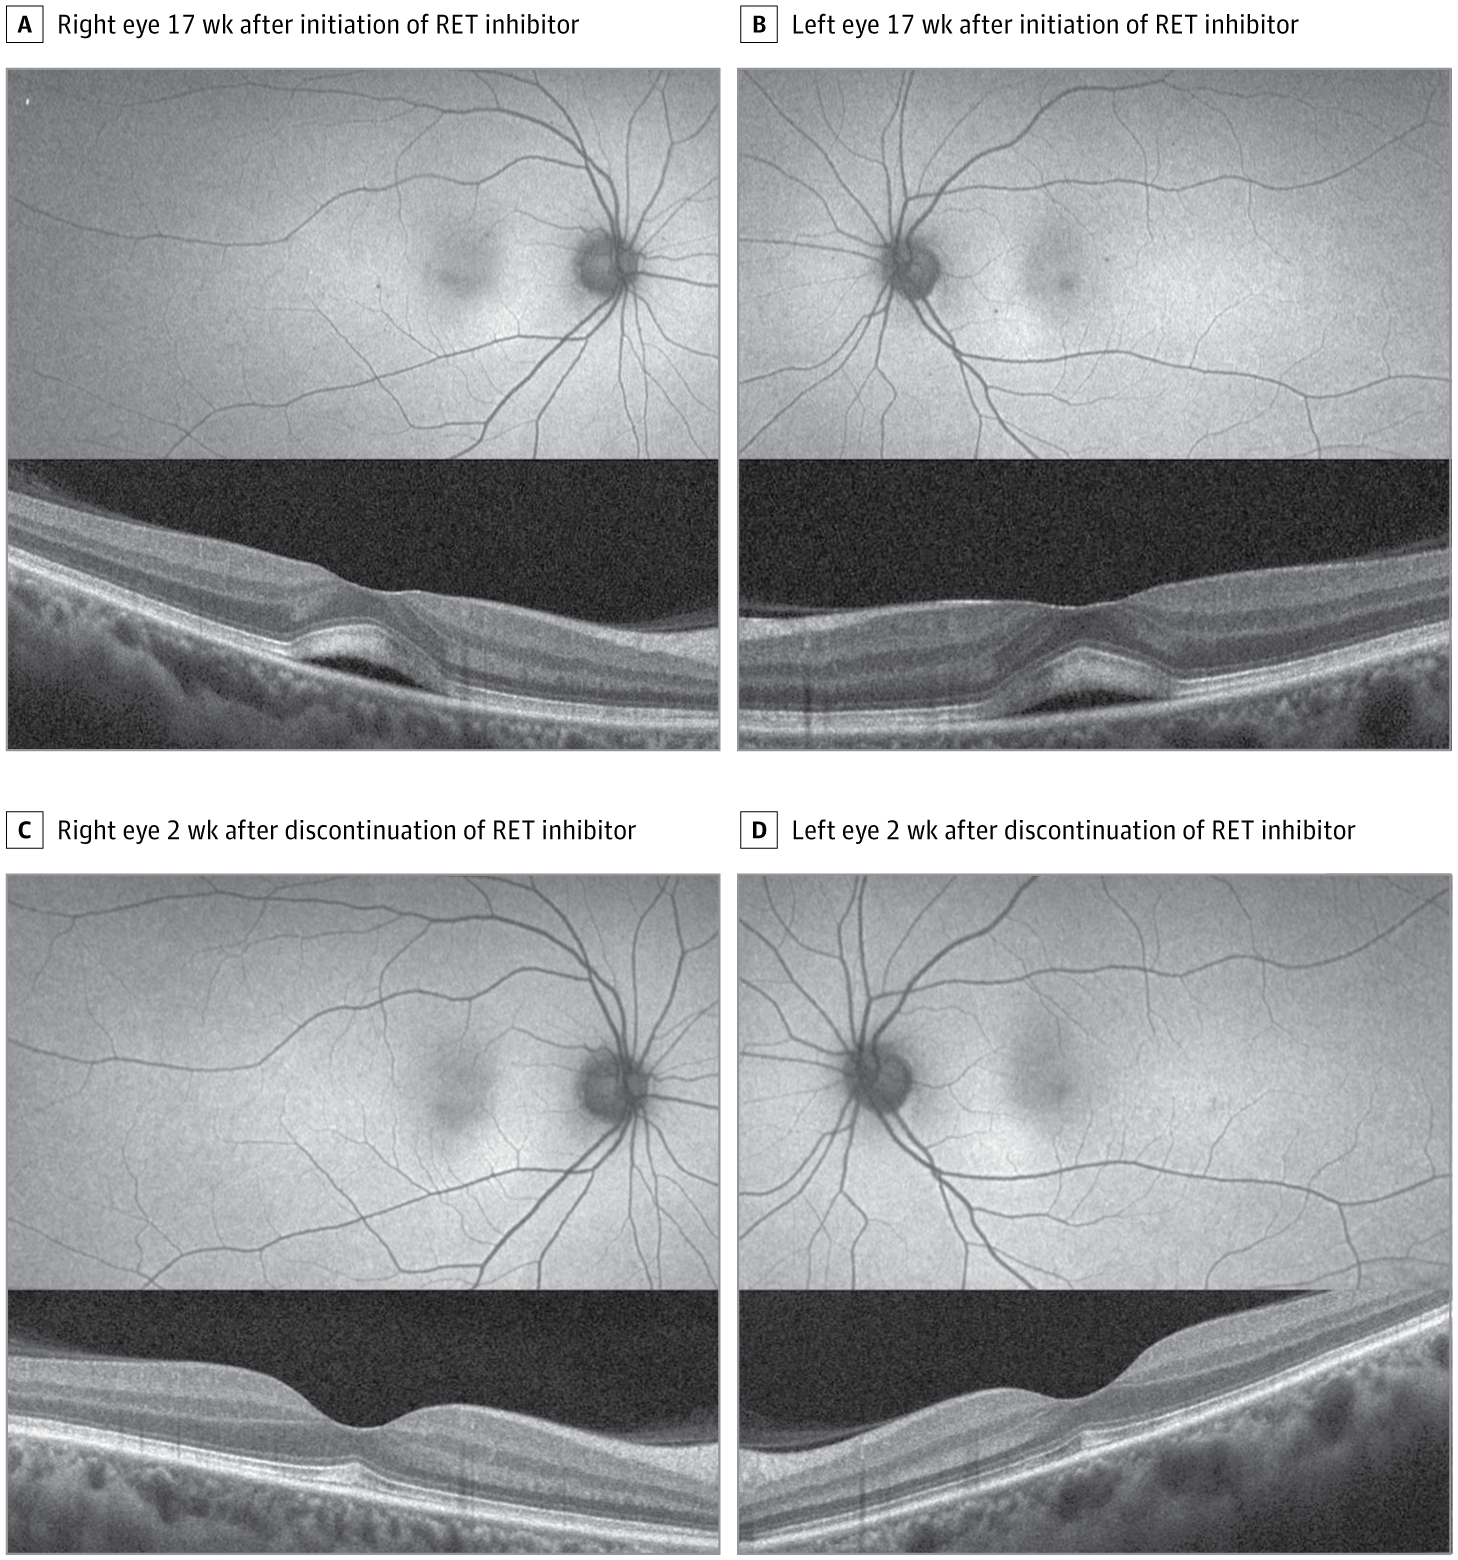 A Right eye 17 wk after initiation of RET inhibitor
B Left eye 17 wk after initiation of RET inhibitor
C Right eye 2 wk after discontinuation of RET inhibitor
D Left eye 2 wk after discontinuation of RET inhibitor